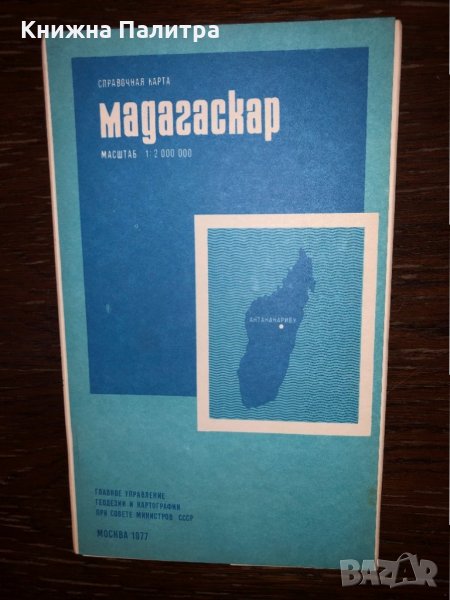 Книжна Палитра
СПРАВОЧНАЯ КАРТА
Мадагаскар
МАСШТАБ 1:2 000 000
АНТАНАНАРИВУ
ГЛАВНОЕ УПРАВЛЕНИЕ
ГЕОДЕЗИИ И КАРТОГРАФИИ
ПРИ СОВЕТЕ МИНИСТРОВ СССР
МОСКВА 1977
BAZAR